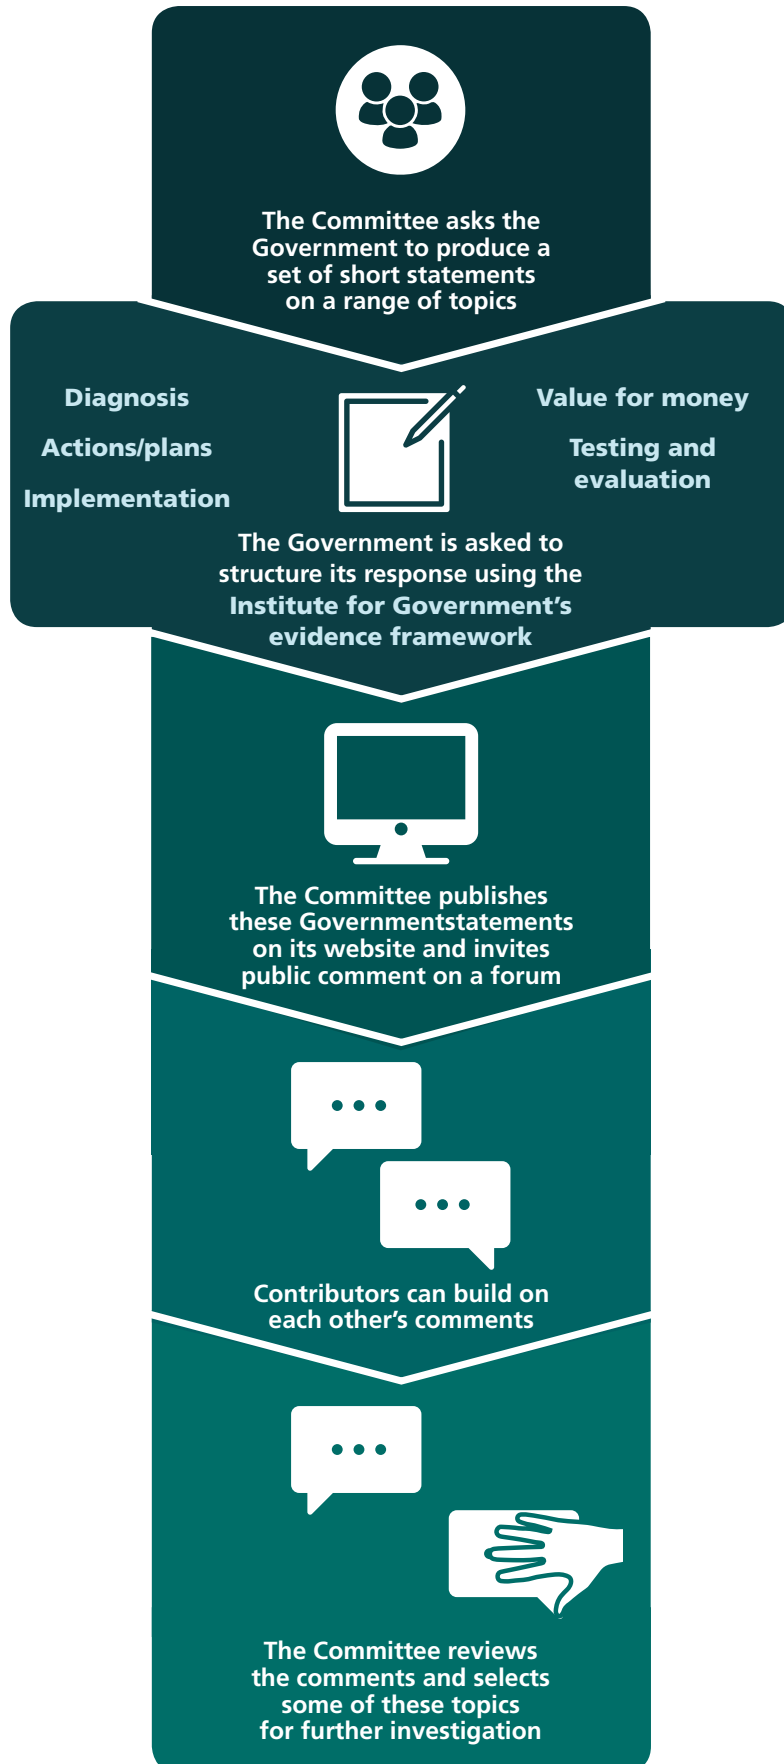 The Committee asks the
Government to produce a
set of short statements
on a range of topics
Diagnosis
Actions/plans
Implementation
Value for money
Testing and
evaluation
The Government is asked to
structure its response using the
Institute for Government’s
evidence framework
The Committee publishes
these Governmentstatements
on its website and invites
public comment on a forum
Contributors can build on
each other’s comments
The Committee reviews
the comments and selects
some of these topics
for further investigation